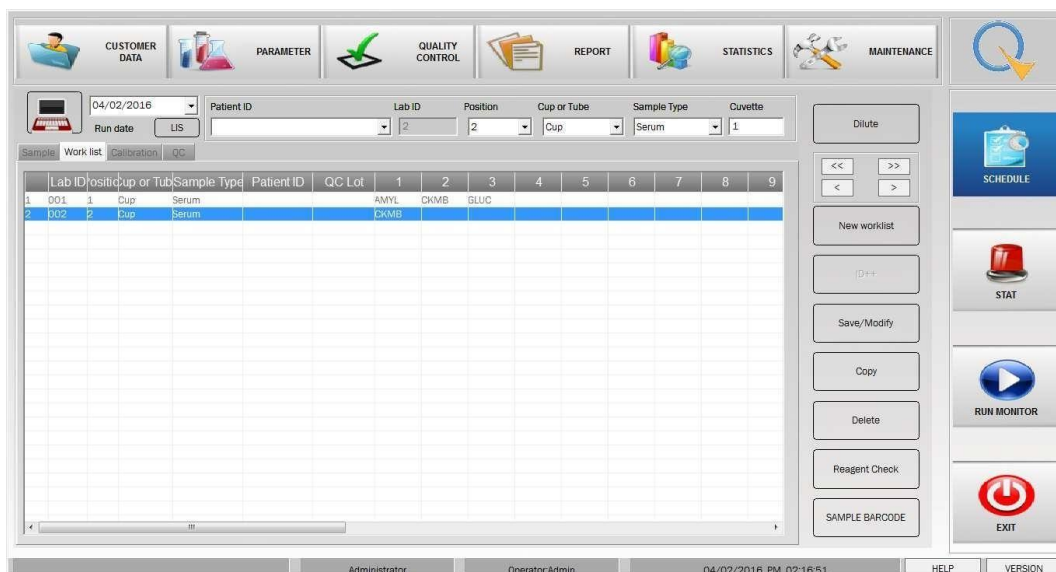 CUSTOMER DATA
PARAMETER
QUALITY CONTROL
REPORT
STATISTICS
MAINTENANCE
04/02/2016
Run date
LIS
Patient ID
Lab ID
Position
Cup or Tube
Sample Type
Cuvette
2
2
Cup
Serum
1
Dilute
Sample
Work list
Calibration
QC
Lab ID
Cup or Tub
Sample Type
Patient ID
QC Lot
1 2 3 4 5 6 7 8 9
1 001 1 Cup Serum AMYL CKMB GLUC
2 002 2 Cup Serum CKMB
<< >>
< >
New worklist
ID++
Save/Modify
Copy
Delete
Reagent Check
SAMPLE BARCODE
SCHEDULE
STAT
RUN MONITOR
EXIT
Administrator
Operator:Admin
04/02/2016 PM 02:16:51
HELP
VERSION